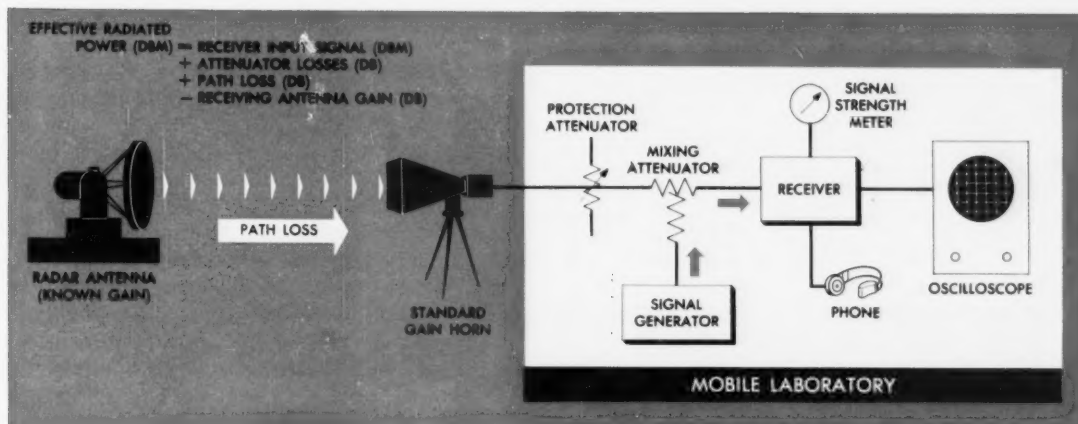 EFFECTIVE RADIATED
POWER (DBM) = RECEIVER INPUT SIGNAL (DBM)
+ ATTENUATOR LOSSES (DB)
+ PATH LOSS (DB)
− RECEIVING ANTENNA GAIN (DB)
PATH LOSS
RADAR ANTENNA
(KNOWN GAIN)
STANDARD
GAIN HORN
PROTECTION
ATTENUATOR
MIXING
ATTENUATOR
SIGNAL
STRENGTH
METER
RECEIVER
SIGNAL
GENERATOR
PHONE
OSCILLOSCOPE
MOBILE LABORATORY